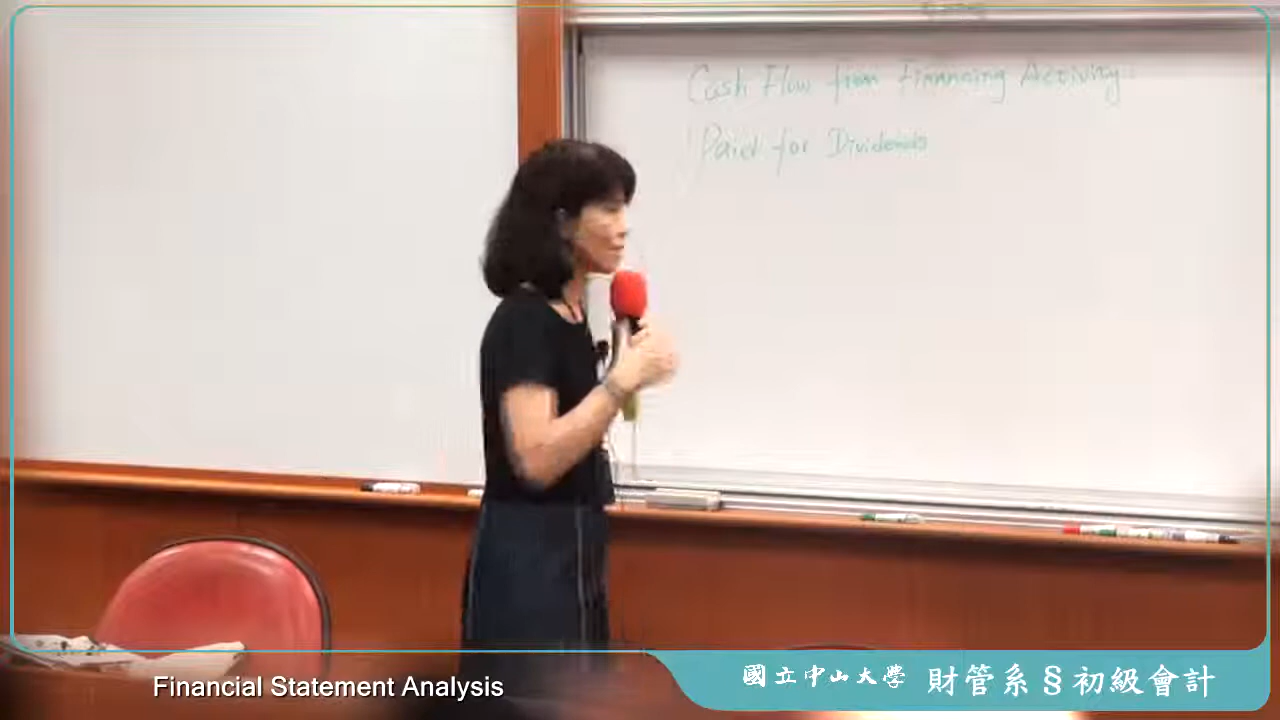 Cash Flow from Financing Activity:
Paid for Dividends
Financial Statement Analysis
國立中山大學 財管系§初級會計